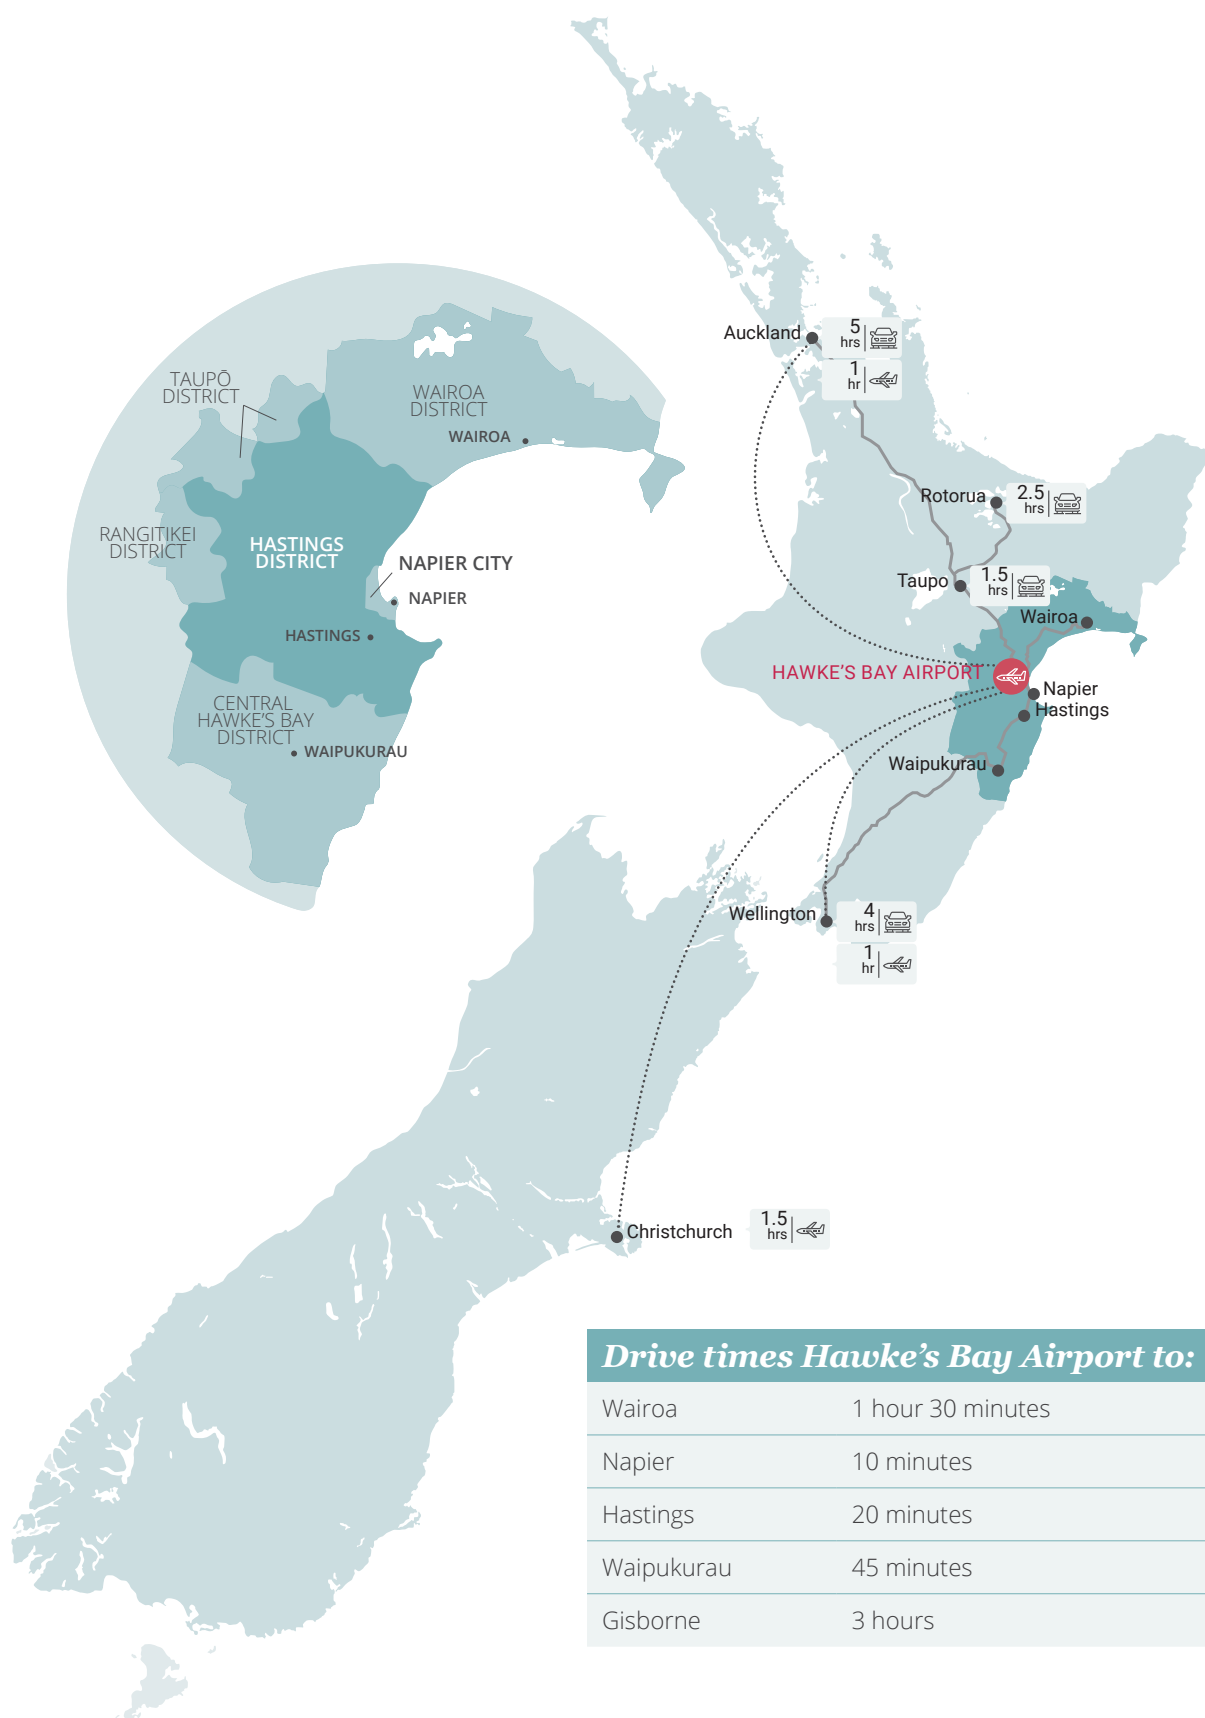 TAUPŌ
DISTRICT
WAIROA
DISTRICT
WAIROA
RANGITIKEI
DISTRICT
HASTINGS
DISTRICT
NAPIER CITY
NAPIER
HASTINGS
CENTRAL
HAWKE'S BAY
DISTRICT
WAIPUKURAU
Auckland
5
hrs
1
hr
Rotorua
2.5
hrs
Taupo
1.5
hrs
Wairoa
HAWKE'S BAY AIRPORT
Napier
Hastings
Waipukurau
Wellington
4
hrs
1
hr
Christchurch
1.5
hrs
Drive times Hawke's Bay Airport to:
Wairoa 1 hour 30 minutes
Napier 10 minutes
Hastings 20 minutes
Waipukurau 45 minutes
Gisborne 3 hours